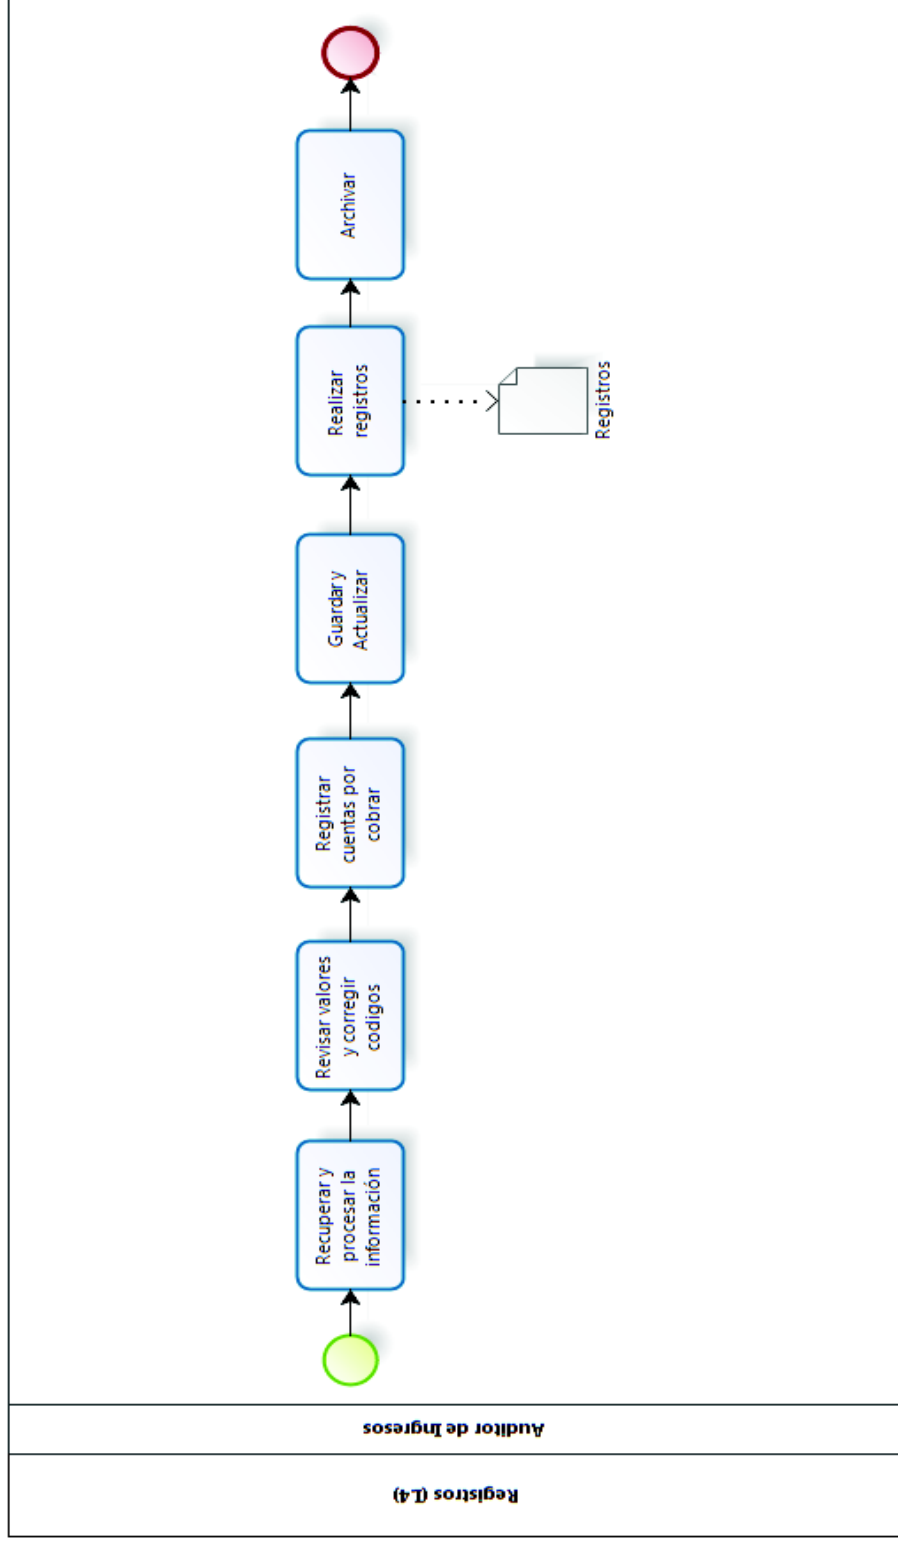 Registros (L4)
Auditor de Ingresos
Recuperar y
procesar la
información
Revisar valores
y corregir
codigos
Registrar
cuentas por
cobrar
Guardar y
Actualizar
Realizar
registros
Registros
Archivar